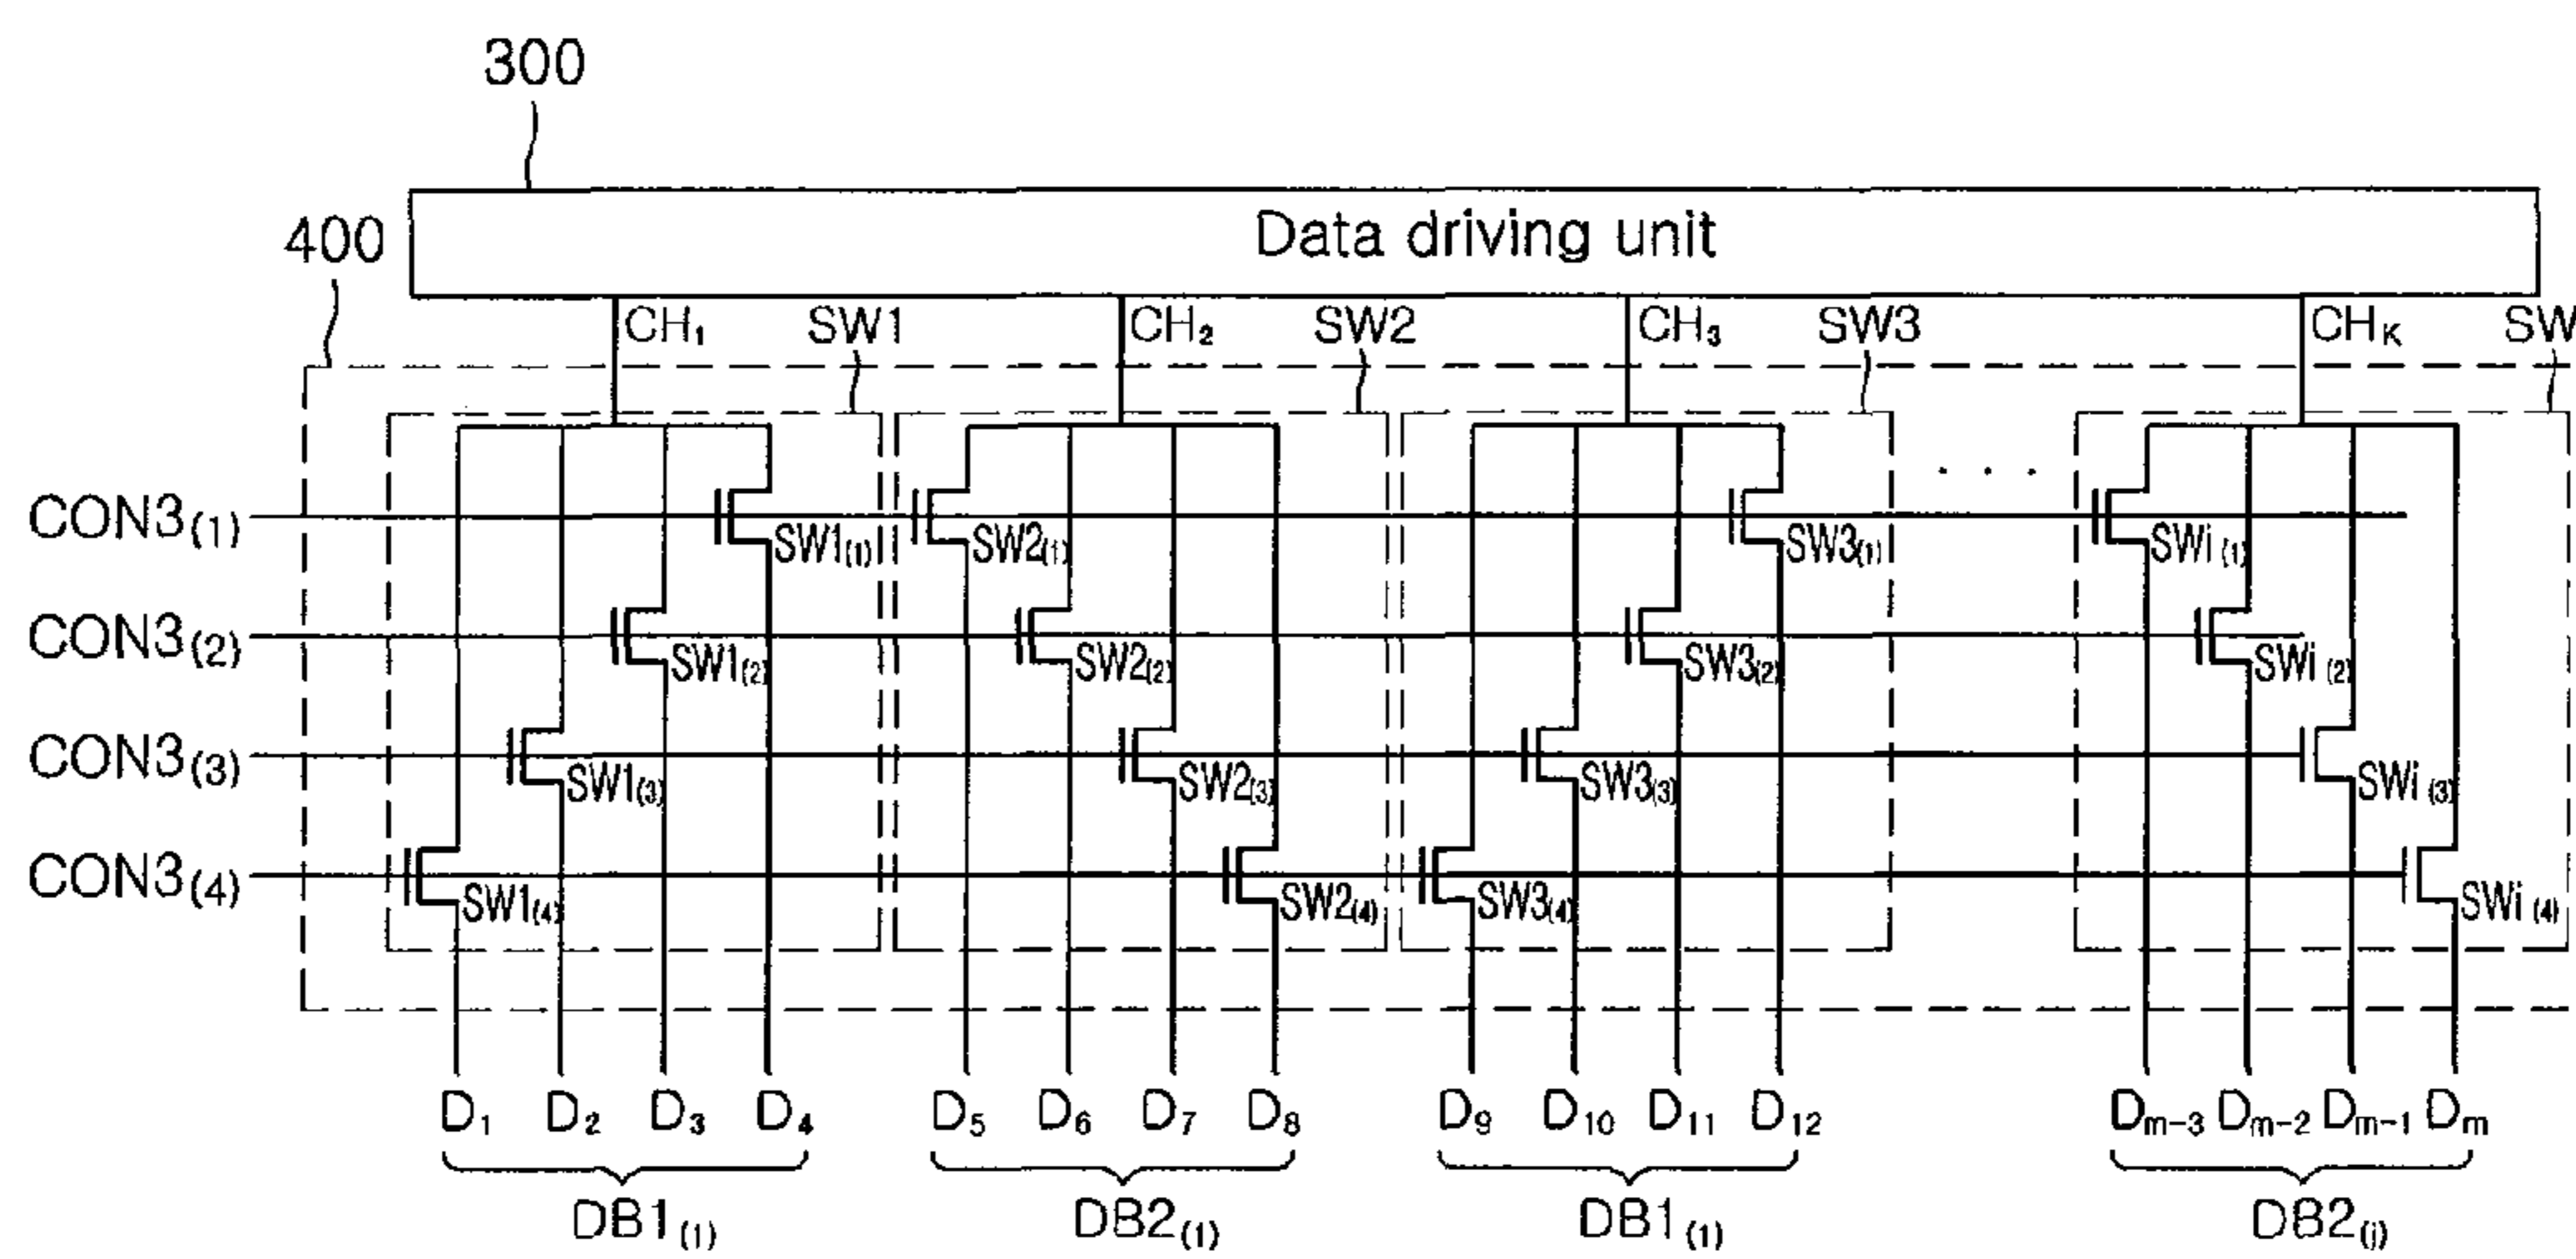 300
Data driving unit
400
CH₁ SW1 CH₂ SW2 CH₃ SW3 CH_K SW
CON3(1) SW1(1) SW2(1) SW3(1) SWi(1)
CON3(2) SW1(2) SW2(2) SW3(2) SWi(2)
CON3(3) SW1(3) SW2(3) SW3(3) SWi(3)
CON3(4) SW1(4) SW2(4) SW3(4) SWi(4)
D₁ D₂ D₃ D₄ D₅ D₆ D₇ D₈ D₉ D₁₀ D₁₁ D₁₂ Dm-3 Dm-2 Dm-1 Dm
DB1(1) DB2(1) DB1(1) DB2(j)